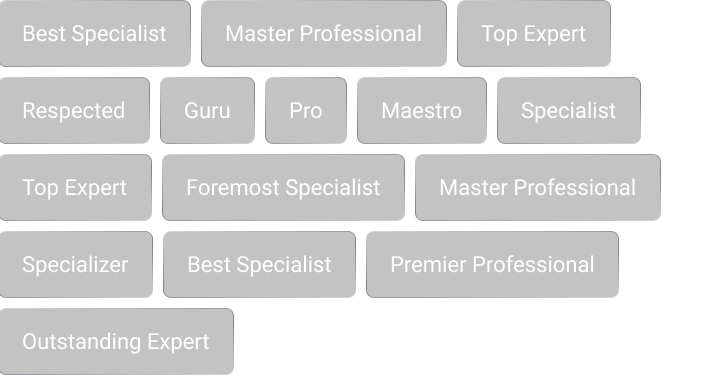 Best Specialist Master Professional Top Expert
Respected Guru Pro Maestro Specialist
Top Expert Foremost Specialist Master Professional
Specializer Best Specialist Premier Professional
Outstanding Expert